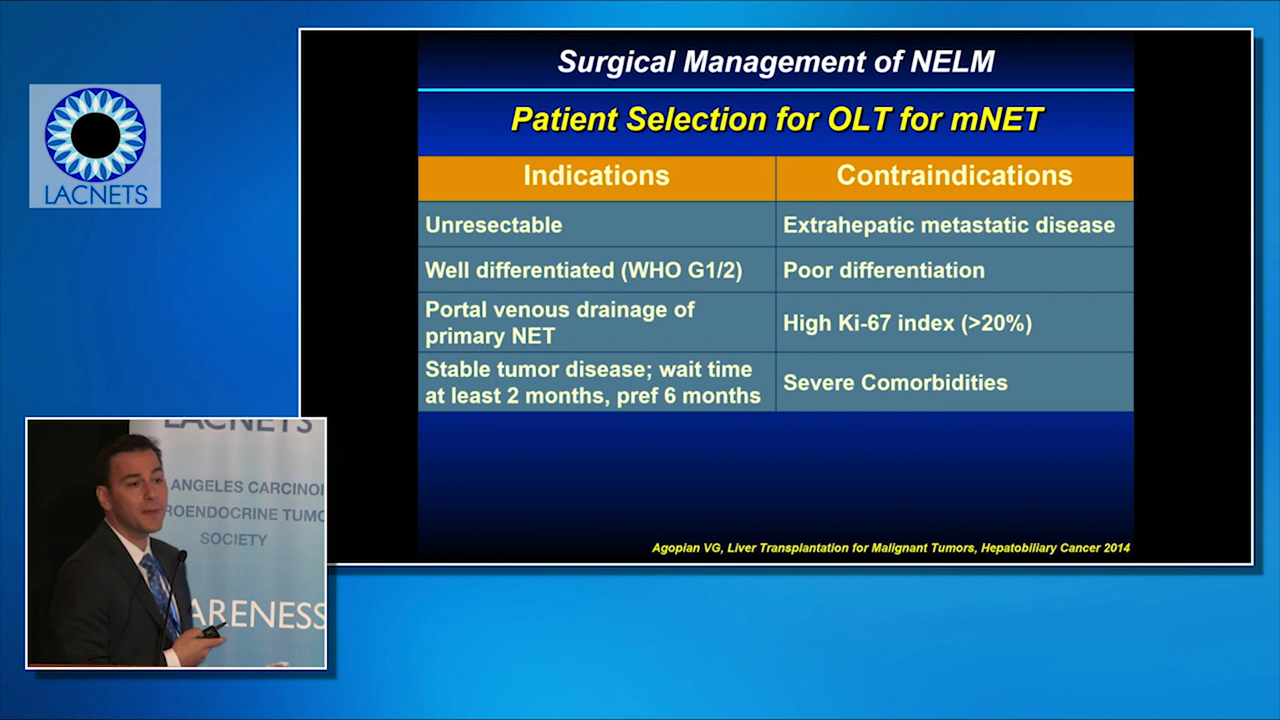 LACNETS
Surgical Management of NELM
Patient Selection for OLT for mNET
Indications
Contraindications
Unresectable
Extrahepatic metastatic disease
Well differentiated (WHO G1/2)
Poor differentiation
Portal venous drainage of
primary NET
High Ki-67 index (>20%)
Stable tumor disease; wait time
at least 2 months, pref 6 months
Severe Comorbidities
Agopian VG, Liver Transplantation for Malignant Tumors, Hepatobiliary Cancer 2014
LACNETS
ANGELES CARCINOI
ROENDOCRINE TUMO
SOCIETY
ARENESS